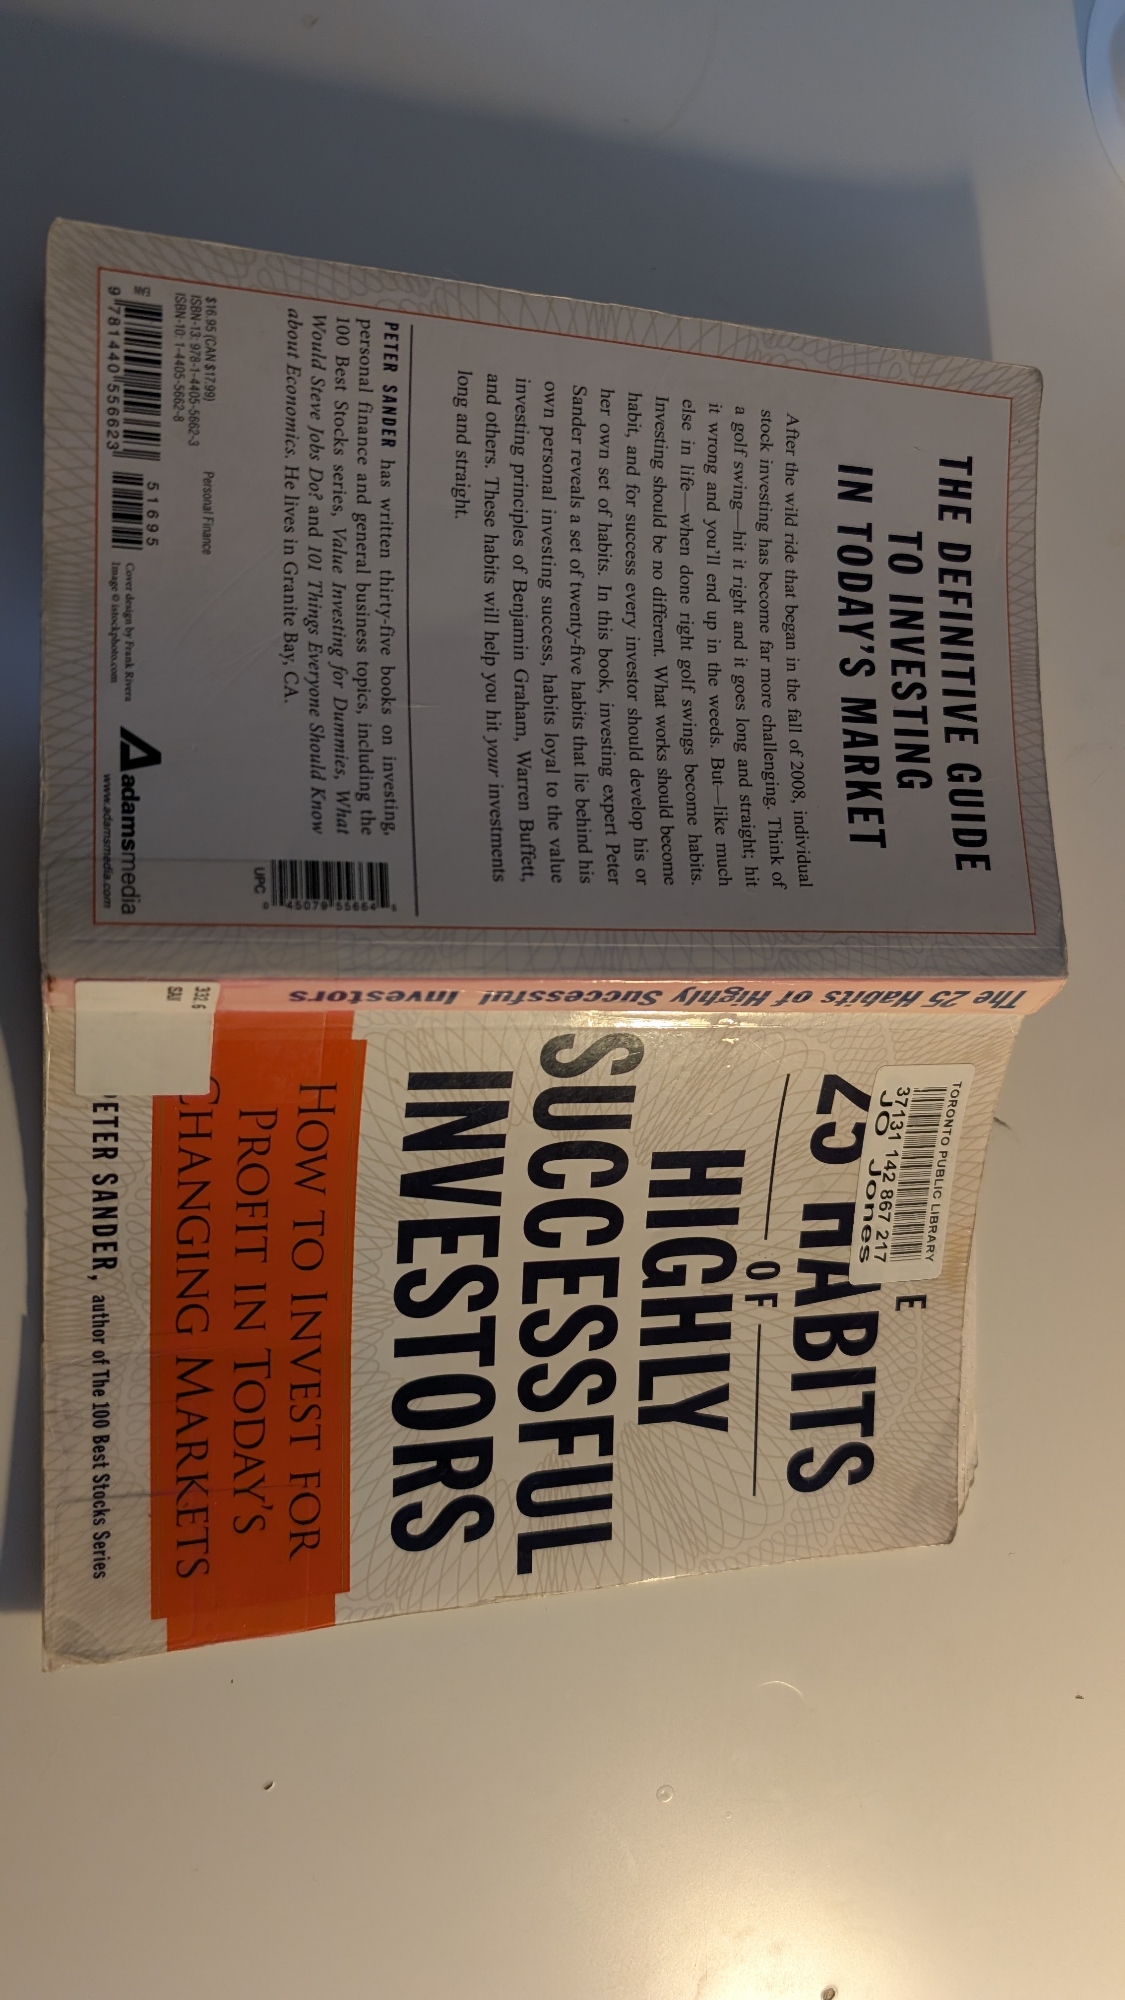 THE DEFINITIVE GUIDE
TO INVESTING
IN TODAY'S MARKET
After the wild ride that began in the fall of 2008, individual
stock investing has become far more challenging. Think of
a golf swing—hit it right and it goes long and straight; hit
it wrong and you'll end up in the weeds. But—like much
else in life—when done right golf swings become habits.
Investing should be no different. What works should become
habit, and for success every investor should develop his or
her own set of habits. In this book, investing expert Peter
Sander reveals a set of twenty-five habits that lie behind his
own personal investing success, habits loyal to the value
investing principles of Benjamin Graham, Warren Buffett,
and others. These habits will help you hit your investments
long and straight.
PETER SANDER has written thirty-five books on investing,
personal finance and general business topics, including the
100 Best Stocks series, Value Investing for Dummies, What
Would Steve Jobs Do? and 101 Things Everyone Should Know
about Economics. He lives in Granite Bay, CA.
UPC
$16.95 (CAN $17.99)
Personal Finance
ISBN-13: 978-1-4405-5662-3
ISBN-10: 1-4405-5662-8
51695
9 781440 556623
Cover design by Frank Rivera
Image © istockphoto.com
adamsmedia
www.adamsmedia.com
The 25 Habits of Highly Successful Investors
332.6
SAN
TORONTO PUBLIC LIBRARY
37131 142 867 217
JO Jones
E
25 HABITS
OF
HIGHLY
SUCCESSFUL
INVESTORS
HOW TO INVEST FOR
PROFIT IN TODAY'S
CHANGING MARKETS
ETER SANDER, author of The 100 Best Stocks Series